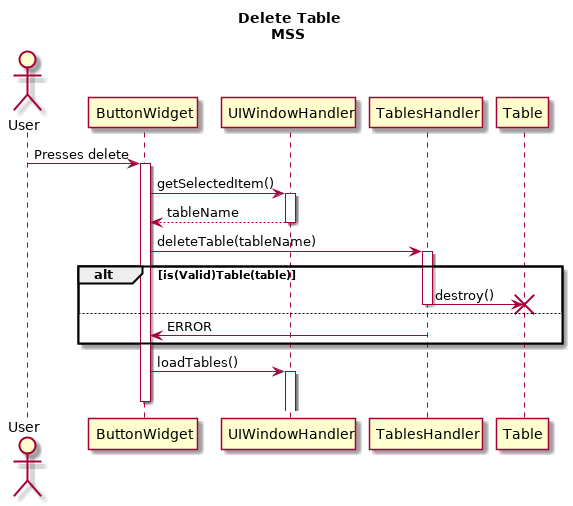 Delete Table
MSS
User
ButtonWidget
UIWindowHandler
TablesHandler
Table
Presses delete
getSelectedItem()
tableName
deleteTable(tableName)
alt
[is(Valid)Table(table)]
destroy()
ERROR
loadTables()
User
ButtonWidget
UIWindowHandler
TablesHandler
Table